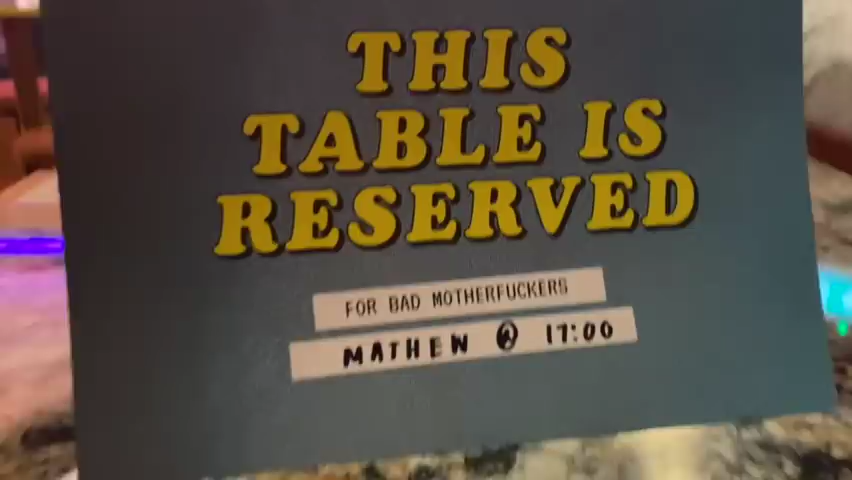 THIS
TABLE IS
RESERVED
FOR BAD MOTHERFUCKERS
MATHEW @ 17:00